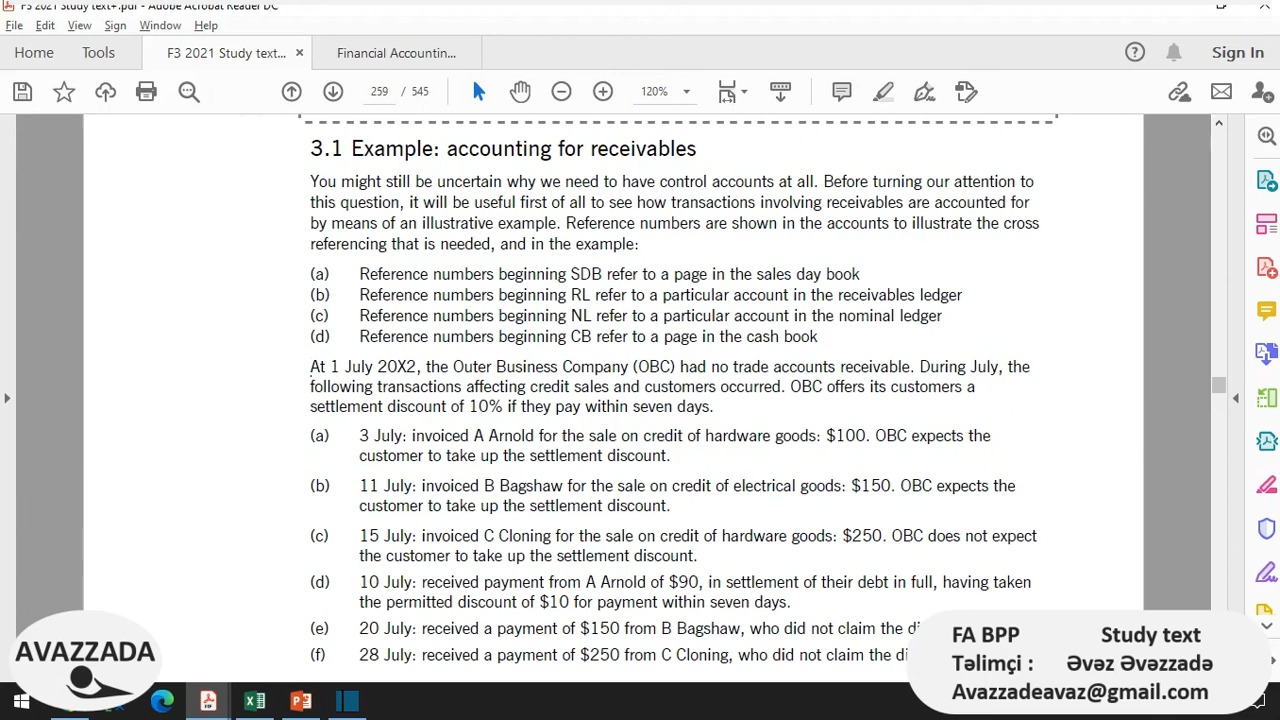 F3 2021 Study text+.pdf - Adobe Acrobat Reader DC
File Edit View Sign Window Help
Home Tools F3 2021 Study text... × Financial Accountin... Sign In
259 / 545 120%
3.1 Example: accounting for receivables
You might still be uncertain why we need to have control accounts at all. Before turning our attention to
this question, it will be useful first of all to see how transactions involving receivables are accounted for
by means of an illustrative example. Reference numbers are shown in the accounts to illustrate the cross
referencing that is needed, and in the example:
(a) Reference numbers beginning SDB refer to a page in the sales day book
(b) Reference numbers beginning RL refer to a particular account in the receivables ledger
(c) Reference numbers beginning NL refer to a particular account in the nominal ledger
(d) Reference numbers beginning CB refer to a page in the cash book
At 1 July 20X2, the Outer Business Company (OBC) had no trade accounts receivable. During July, the
following transactions affecting credit sales and customers occurred. OBC offers its customers a
settlement discount of 10% if they pay within seven days.
(a) 3 July: invoiced A Arnold for the sale on credit of hardware goods: $100. OBC expects the
customer to take up the settlement discount.
(b) 11 July: invoiced B Bagshaw for the sale on credit of electrical goods: $150. OBC expects the
customer to take up the settlement discount.
(c) 15 July: invoiced C Cloning for the sale on credit of hardware goods: $250. OBC does not expect
the customer to take up the settlement discount.
(d) 10 July: received payment from A Arnold of $90, in settlement of their debt in full, having taken
the permitted discount of $10 for payment within seven days.
(e) 20 July: received a payment of $150 from B Bagshaw, who did not claim the di
(f) 28 July: received a payment of $250 from C Cloning, who did not claim the di
AVAZZADA
FA BPP Study text
Təlimçi : Əvəz Əvəzzadə
Avazzadeavaz@gmail.com